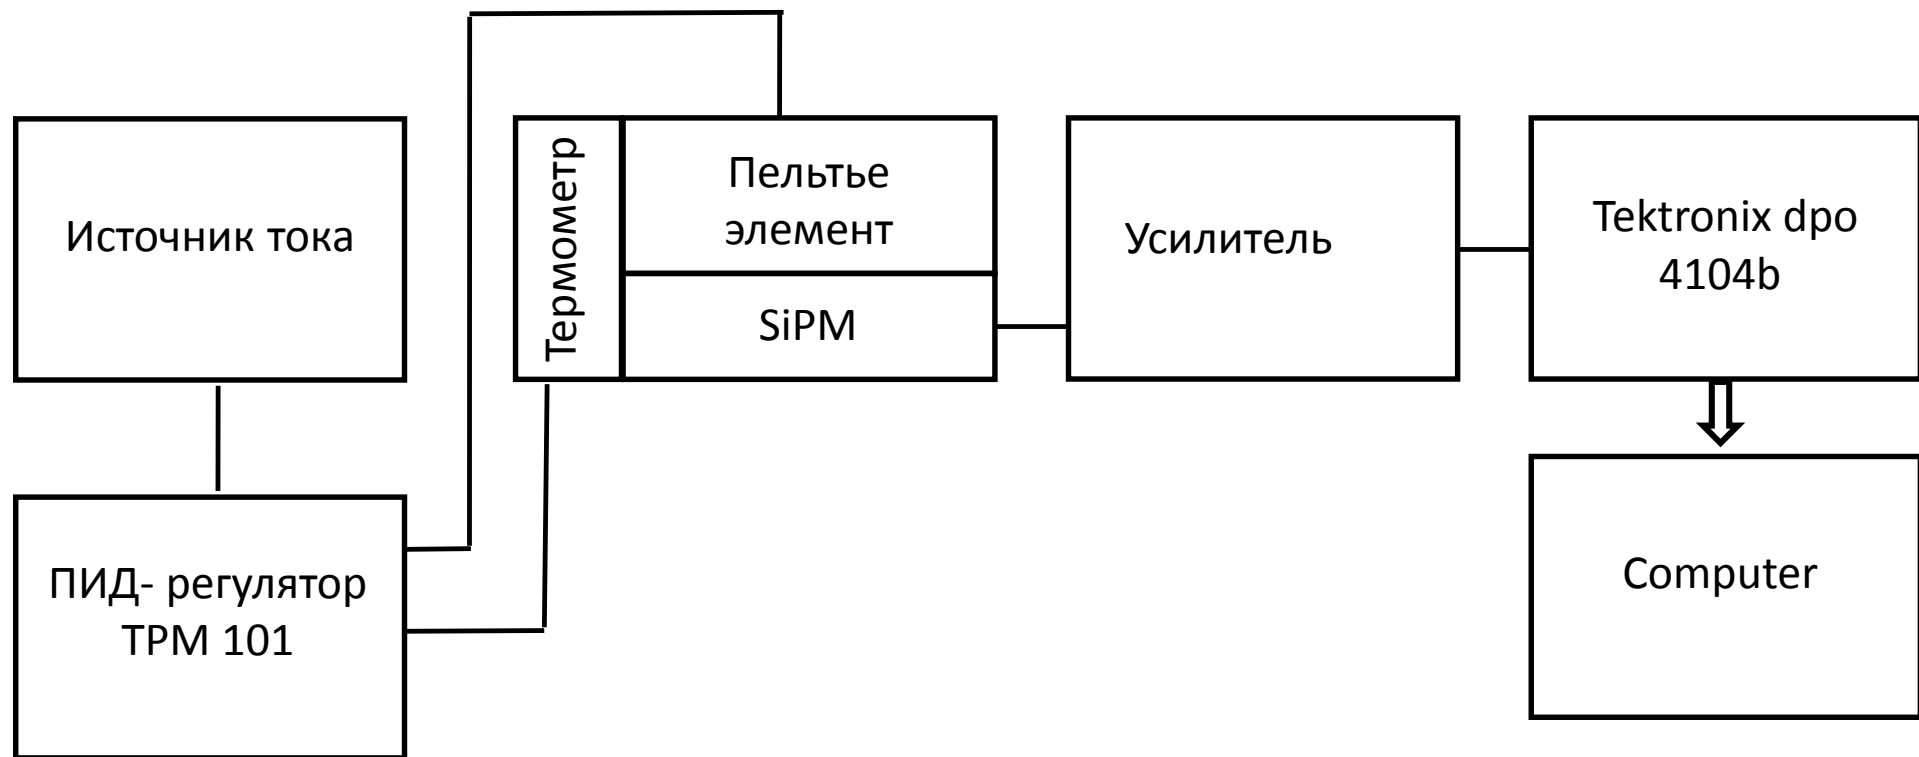 Источник тока
Термометр
Пельтье
элемент
SiPM
Усилитель
Tektronix dpo
4104b
ПИД- регулятор
ТРМ 101
Computer